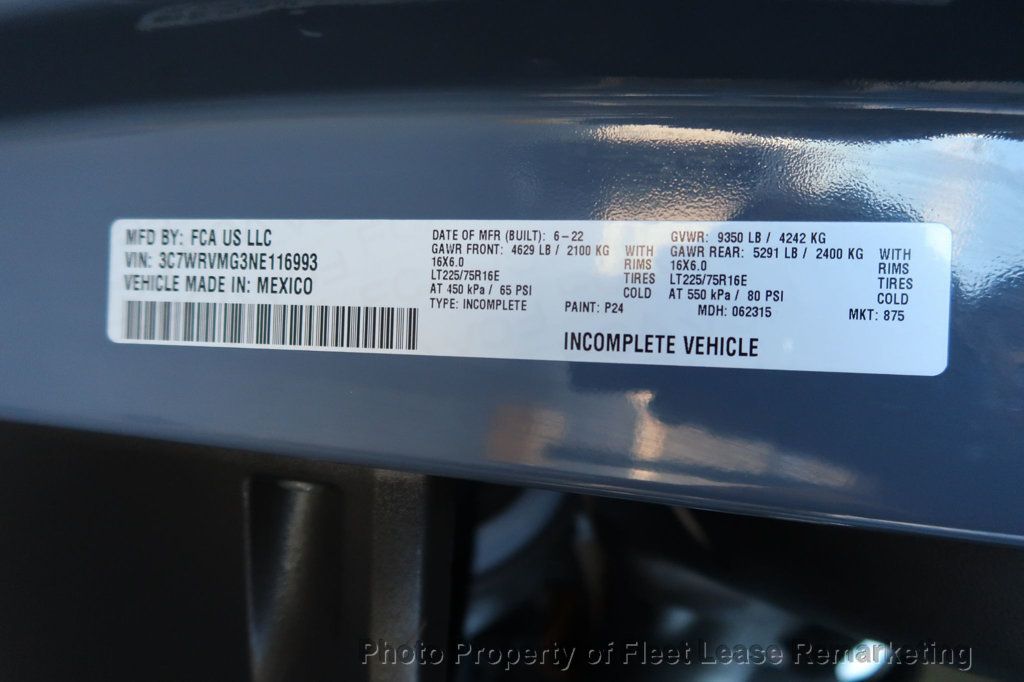 MFD BY: FCA US LLC
VIN: 3C7WRVMG3NE116993
VEHICLE MADE IN: MEXICO
DATE OF MFR (BUILT): 6-22
GAWR FRONT: 4629 LB / 2100 KG WITH
16X6.0 RIMS
LT225/75R16E TIRES
AT 450 kPa / 65 PSI COLD
TYPE: INCOMPLETE PAINT: P24
GVWR: 9350 LB / 4242 KG
GAWR REAR: 5291 LB / 2400 KG WITH
16X6.0 RIMS
LT225/75R16E TIRES
AT 550 kPa / 80 PSI COLD
MDH: 062315 MKT: 875
INCOMPLETE VEHICLE
Photo Property of Fleet Lease Remarketing